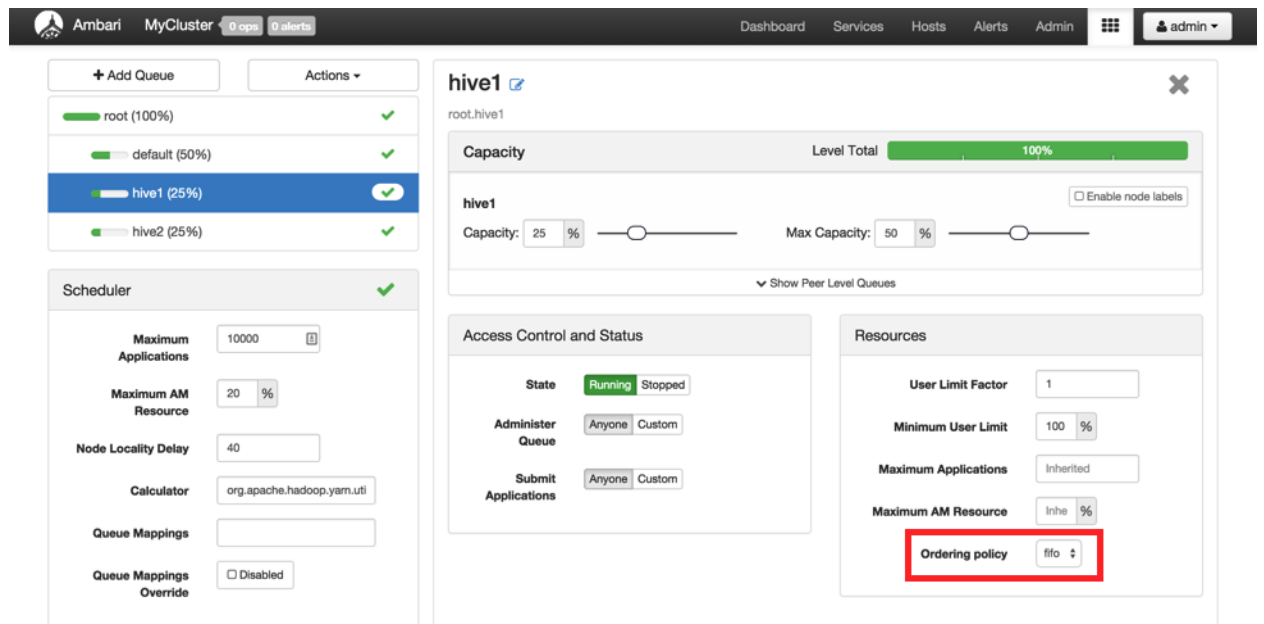 Ambari MyCluster 0 ops 0 alerts Dashboard Services Hosts Alerts Admin admin
+ Add Queue
Actions
root (100%)
default (50%)
hive1 (25%)
hive2 (25%)
Scheduler
Maximum Applications 10000
Maximum AM Resource 20 %
Node Locality Delay 40
Calculator org.apache.hadoop.yarn.uti
Queue Mappings
Queue Mappings Override Disabled
hive1
root.hive1
Capacity Level Total 100%
hive1 Enable node labels
Capacity: 25 % Max Capacity: 50 %
Show Peer Level Queues
Access Control and Status
State Running Stopped
Administer Queue Anyone Custom
Submit Applications Anyone Custom
Resources
User Limit Factor 1
Minimum User Limit 100 %
Maximum Applications Inherited
Maximum AM Resource Inhe %
Ordering policy fifo